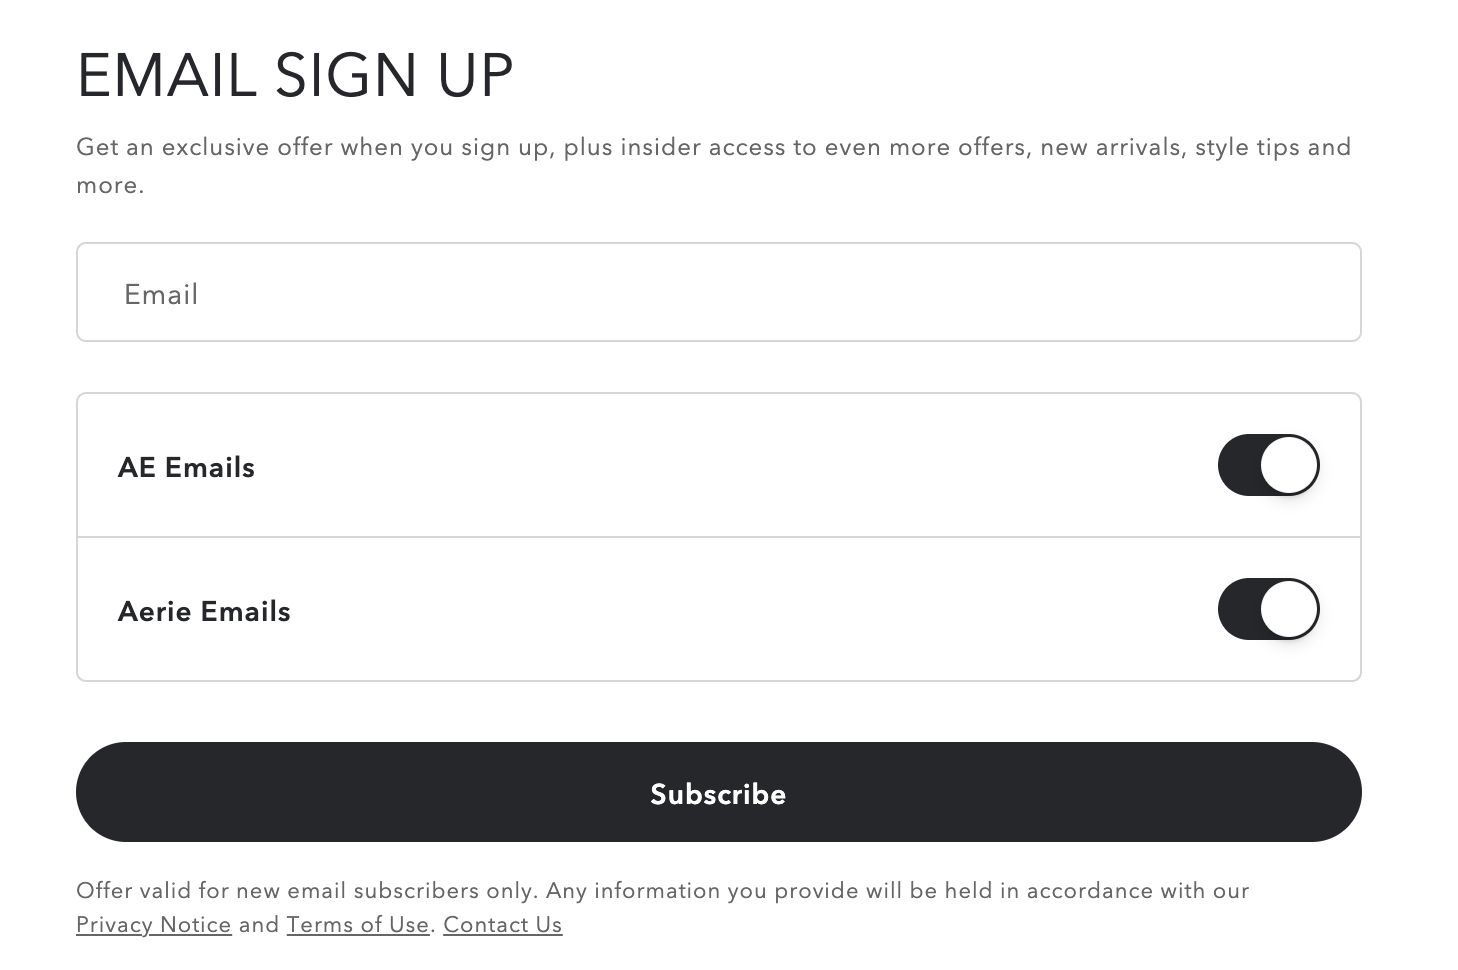 EMAIL SIGN UP
Get an exclusive offer when you sign up, plus insider access to even more offers, new arrivals, style tips and
more.
Email
AE Emails
Aerie Emails
Subscribe
Offer valid for new email subscribers only. Any information you provide will be held in accordance with our
Privacy Notice and Terms of Use. Contact Us